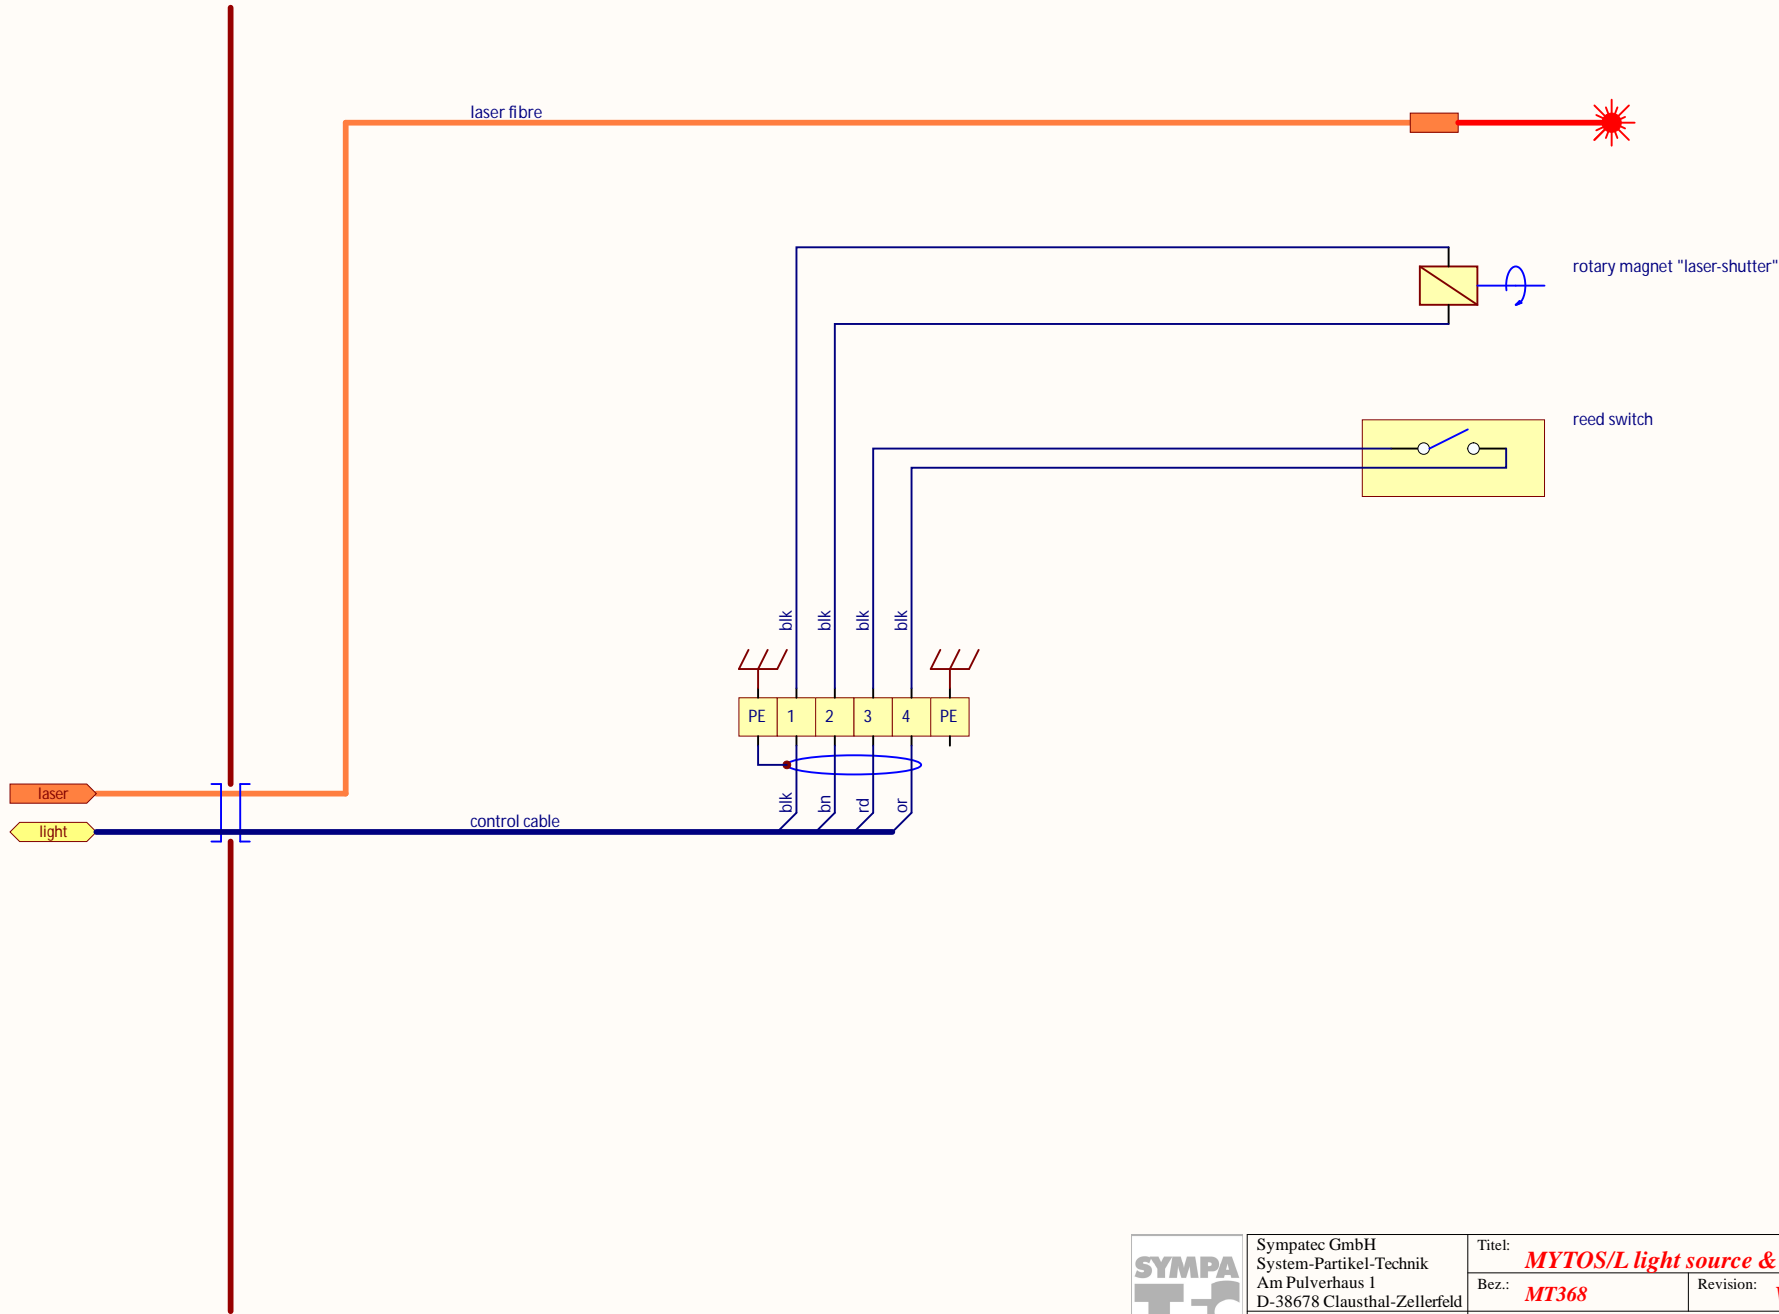 laser fibre
rotary magnet "laser-shutter"
reed switch
blk blk blk blk
PE 1 2 3 4 PE
blk bn rd or
laser
light
control cable
SYMPA
Sympatec GmbH
System-Partikel-Technik
Am Pulverhaus 1
D-38678 Clausthal-Zellerfeld
Titel: MYTOS/L light source &
Bez.: MT368
Revision: